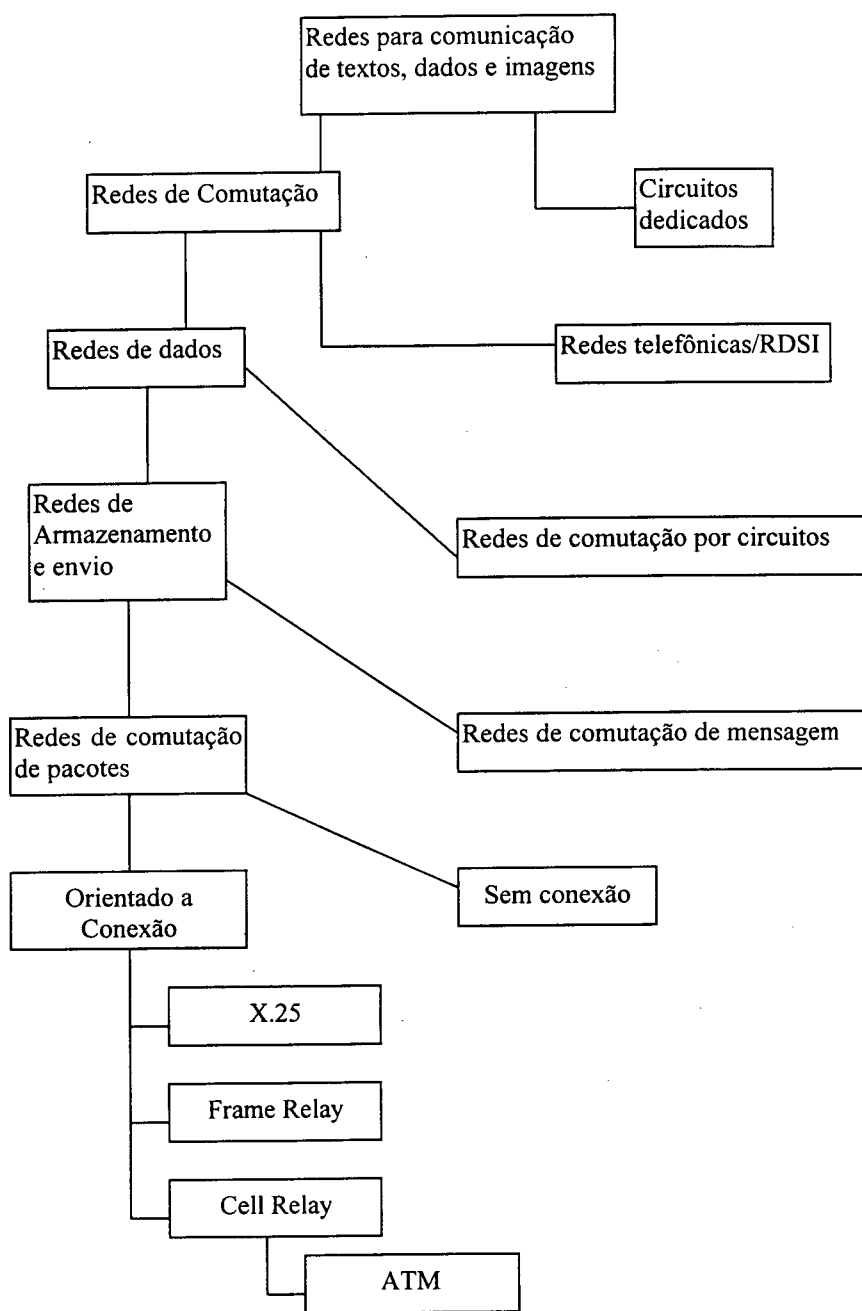 Redes para comunicação
de textos, dados e imagens
Redes de Comutação
Circuitos
dedicados
Redes de dados
Redes telefônicas/RDSI
Redes de
Armazenamento
e envio
Redes de comutação por circuitos
Redes de comutação
de pacotes
Redes de comutação de mensagem
Orientado a
Conexão
Sem conexão
X.25
Frame Relay
Cell Relay
ATM